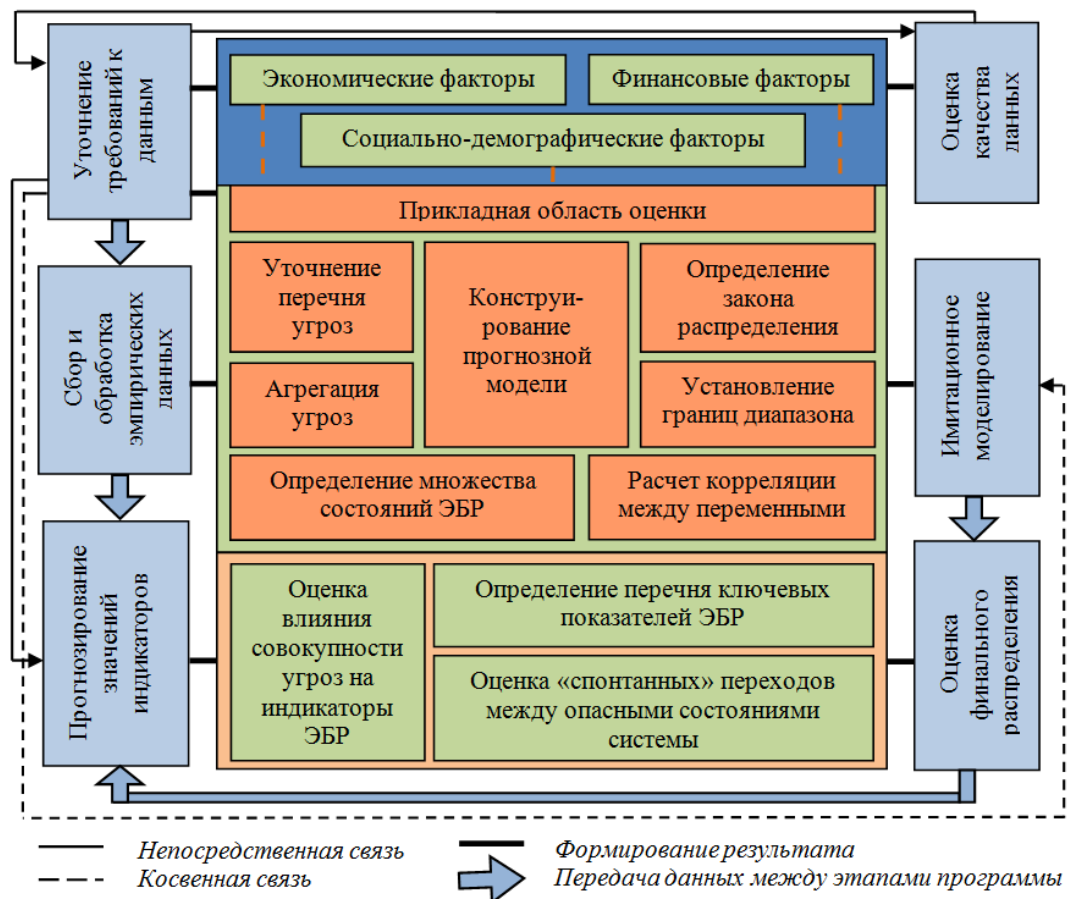 Уточнение
требований к
данным
Экономические факторы
Финансовые факторы
Социально-демографические факторы
Оценка
качества
данных
Прикладная область оценки
Сбор и
обработка
эмпирических
данных
Уточнение
перечня
угроз
Конструи-
рование
прогнозной
модели
Определение
закона
распределения
Агрегация
угроз
Установление
границ диапазона
Имитационное
моделирование
Определение множества
состояний ЭБР
Расчет корреляции
между переменными
Прогнозирование
значений
индикаторов
Оценка
влияния
совокупности
угроз на
индикаторы
ЭБР
Определение перечня ключевых
показателей ЭБР
Оценка «спонтанных» переходов
между опасными состояниями
системы
Оценка
финального
распределения
Непосредственная связь
Косвенная связь
Формирование результата
Передача данных между этапами программы